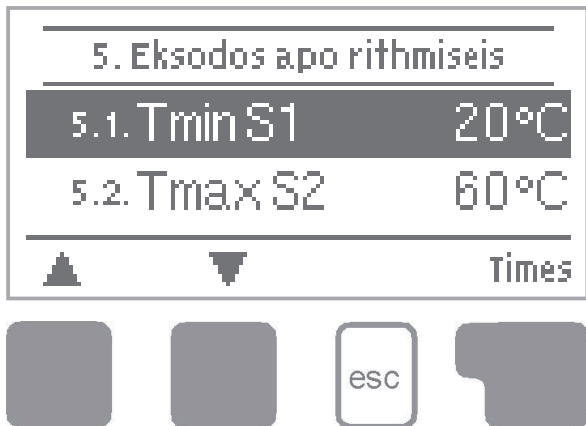 5. Eksodos apo rithmiseis
5.1. Tmin S1 20°C
5.2. Tmax S2 60°C
Times
esc